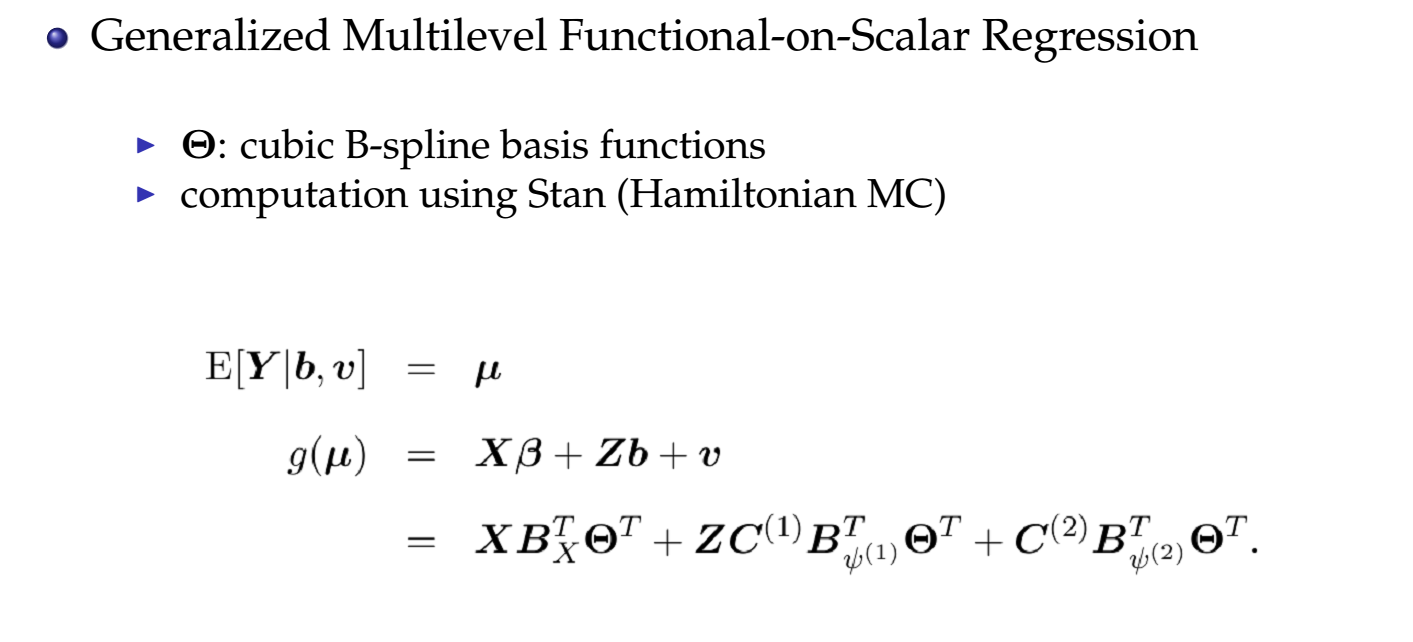 Generalized Multilevel Functional-on-Scalar Regression
Θ: cubic B-spline basis functions
computation using Stan (Hamiltonian MC)
E[Y|b, v] = μ
g(μ) = Xβ + Zb + v
= XB_X^TΘ^T + ZC^(1)B_ψ^(1)^TΘ^T + C^(2)B_ψ^(2)^TΘ^T.